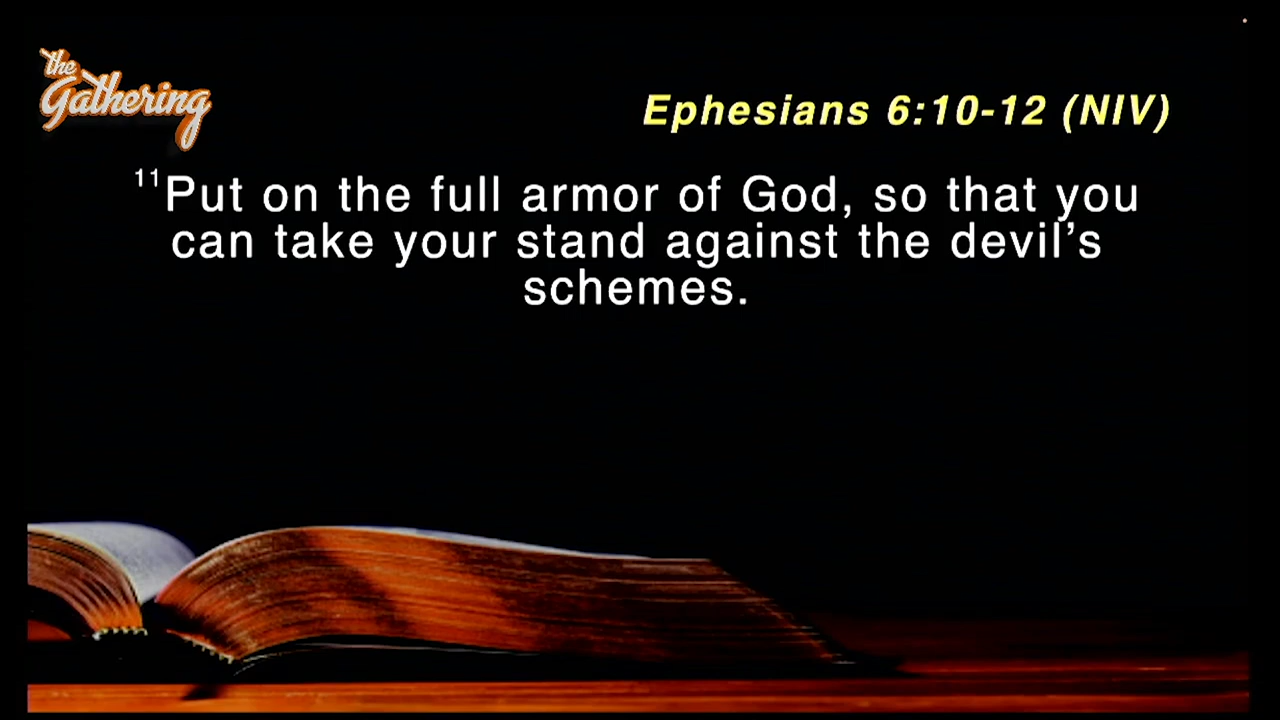 the
Gathering
Ephesians 6:10-12 (NIV)
11Put on the full armor of God, so that you
can take your stand against the devil’s
schemes.